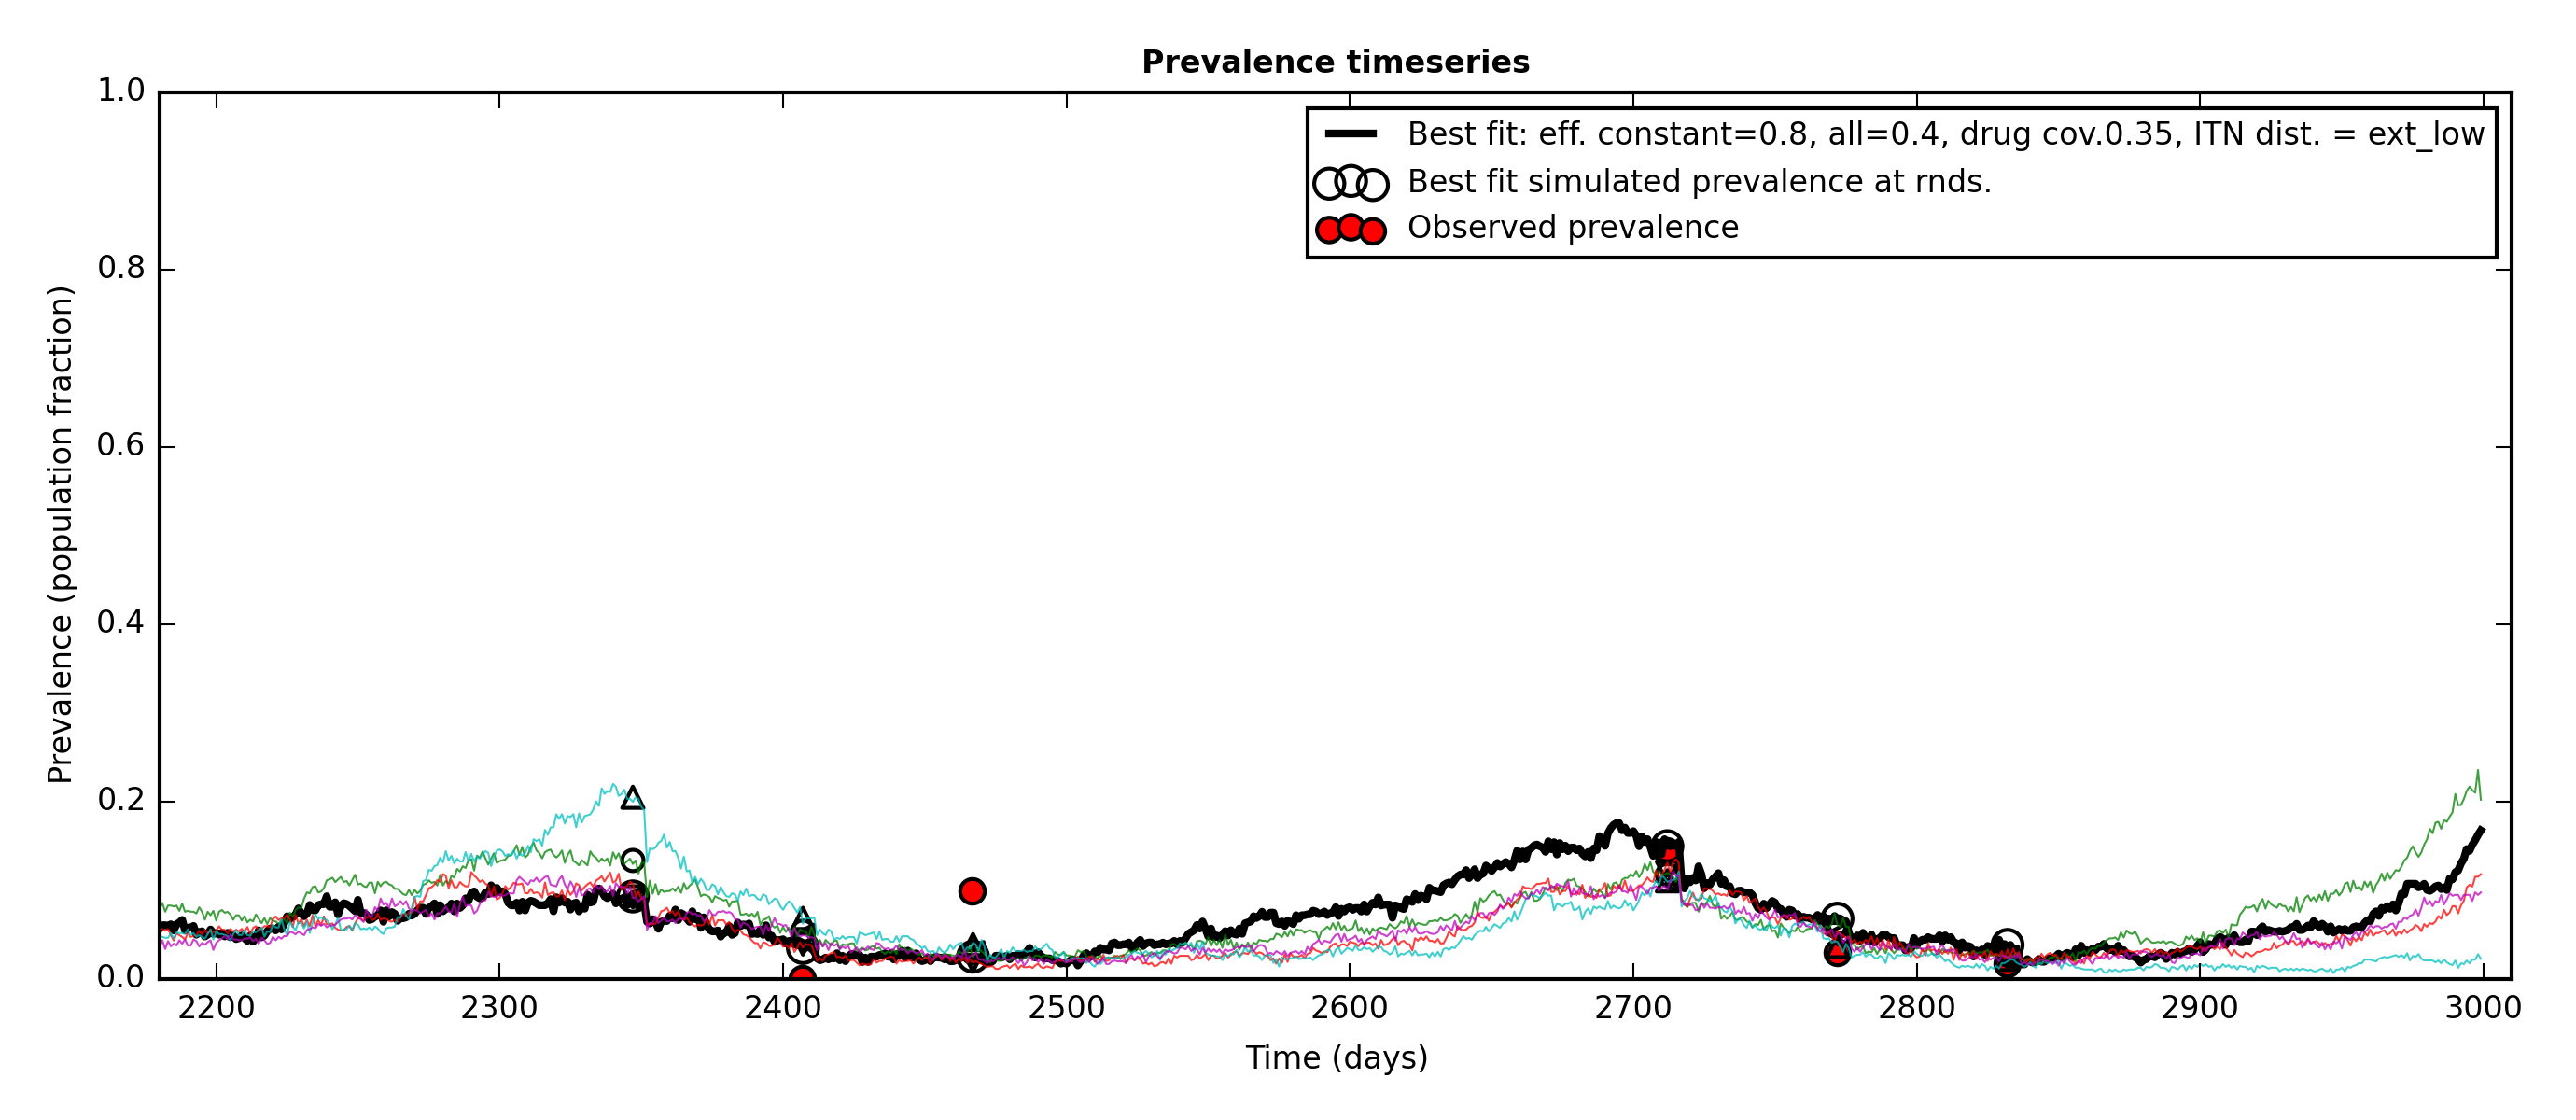 Prevalence timeseries
1.0
0.8
0.6
0.4
0.2
0.0
Prevalence (population fraction)
Best fit: eff. constant=0.8, all=0.4, drug cov.0.35, ITN dist. = ext_low
Best fit simulated prevalence at rnds.
Observed prevalence
2200 2300 2400 2500 2600 2700 2800 2900 3000
Time (days)